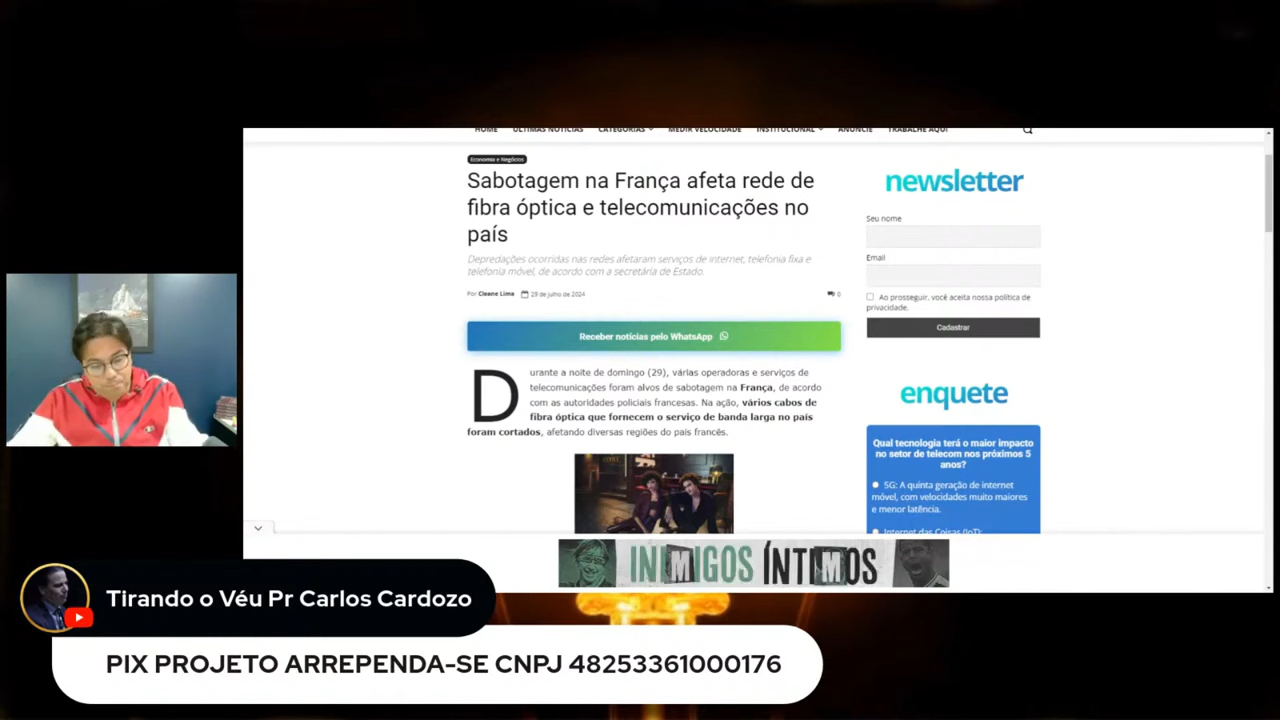 HOME ÚLTIMAS NOTÍCIAS CATEGORIAS MEDIR VELOCIDADE INSTITUCIONAL ANUNCIE TRABALHE AQUI
Economia e Negócios
Sabotagem na França afeta rede de
fibra óptica e telecomunicações no
país
Depredações ocorridas nas redes afetaram serviços de internet, telefonia fixa e
telefonia móvel, de acordo com a secretária de Estado.
Por Cleane Lima 29 de julho de 2024 0
Receber notícias pelo WhatsApp
Durante a noite de domingo (29), várias operadoras e serviços de
telecomunicações foram alvos de sabotagem na França, de acordo
com as autoridades policiais francesas. Na ação, vários cabos de
fibra óptica que fornecem o serviço de banda larga no país
foram cortados, afetando diversas regiões do país francês.
newsletter
Seu nome
Email
Ao prosseguir, você aceita nossa política de
privacidade.
Cadastrar
enquete
Qual tecnologia terá o maior impacto
no setor de telecom nos próximos 5
anos?
5G: A quinta geração de internet
móvel, com velocidades muito maiores
e menor latência.
Internet das Coisas (IoT):
INIMIGOS ÍNTIMOS
Tirando o Véu Pr Carlos Cardozo
PIX PROJETO ARREPENDA-SE CNPJ 48253361000176